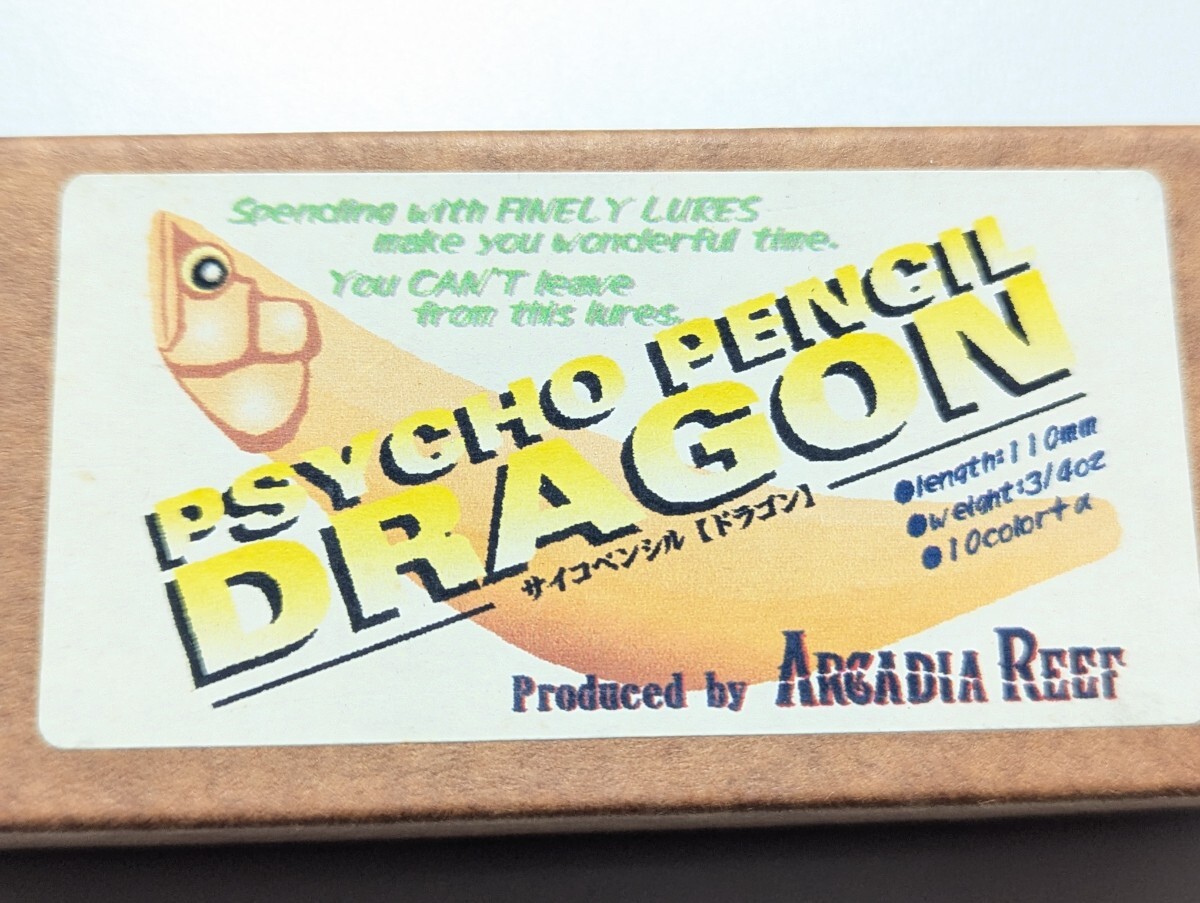 Spending with FINELY LURES
make you wonderful time.
You CAN'T leave
from this lures.
PSYCHO PENCIL
DRAGON
サイコペンシル【ドラゴン】
●length:110mm
●weight:3/4oz
●10color+α
Produced by ARCADIA REEF